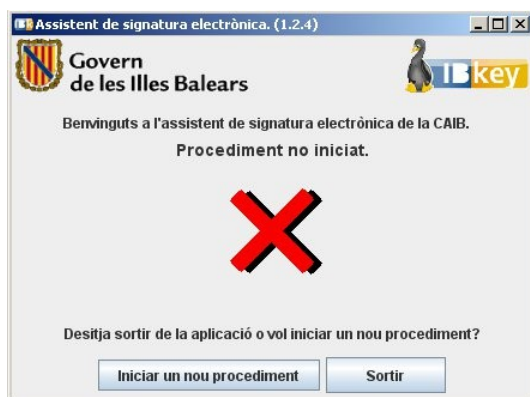 Assistent de signatura electrònica. (1.2.4)
Govern
de les Illes Balears
IBkey
Benvinguts a l'assistent de signatura electrònica de la CAIB.
Procediment no iniciat.
Desitja sortir de la aplicació o vol iniciar un nou procediment?
Iniciar un nou procediment
Sortir